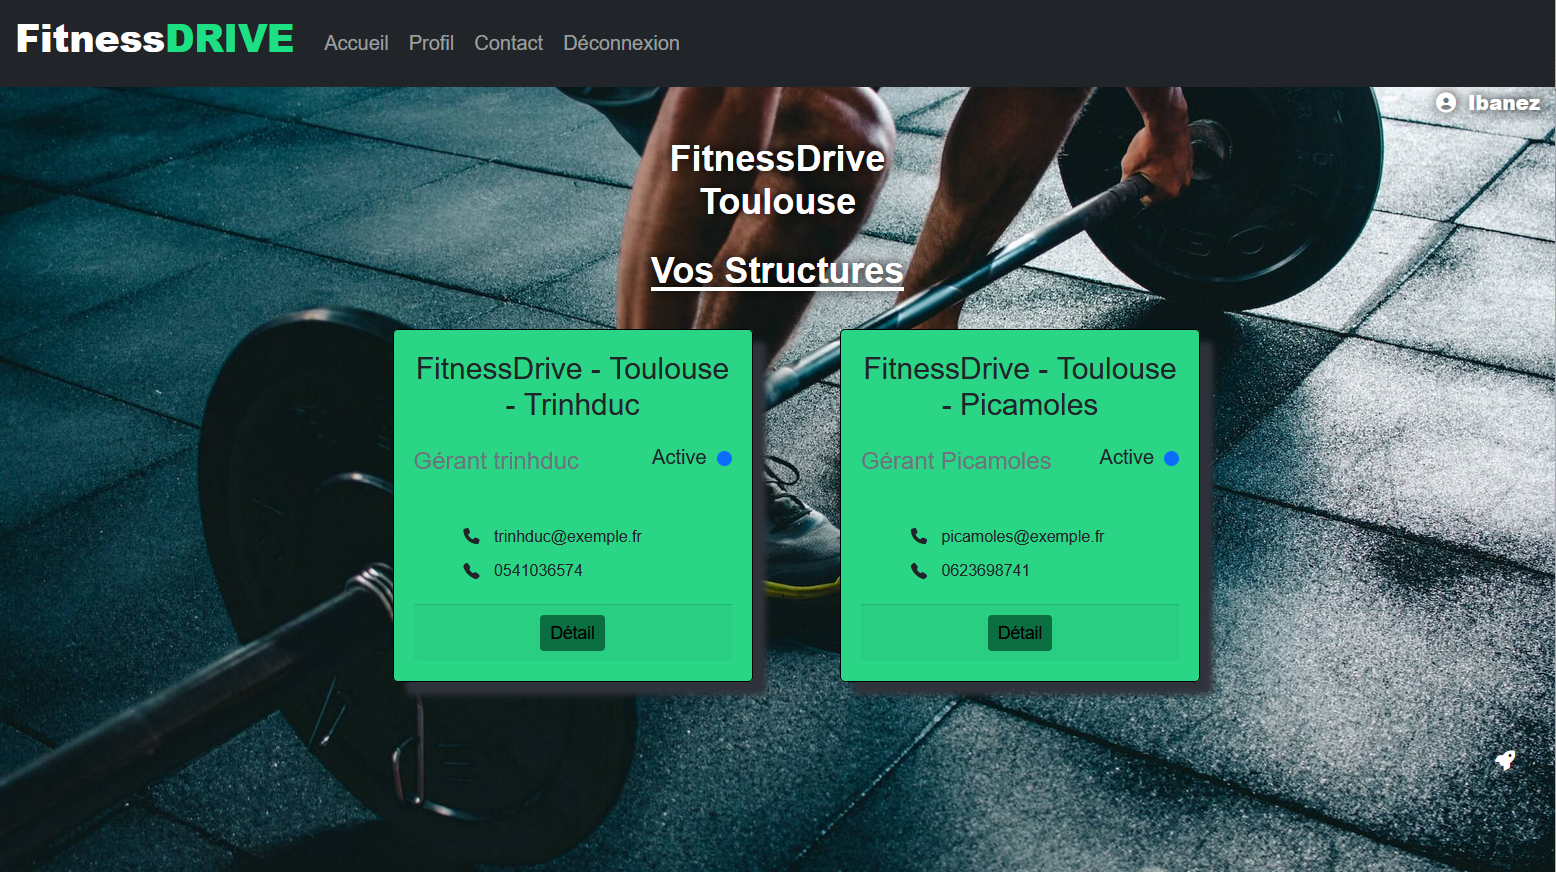 FitnessDRIVE Accueil Profil Contact Déconnexion
Ibanez
FitnessDrive
Toulouse
Vos Structures
FitnessDrive - Toulouse
- Trinhduc
Gérant trinhduc Active
trinhduc@exemple.fr
0541036574
Détail
FitnessDrive - Toulouse
- Picamoles
Gérant Picamoles Active
picamoles@exemple.fr
0623698741
Détail